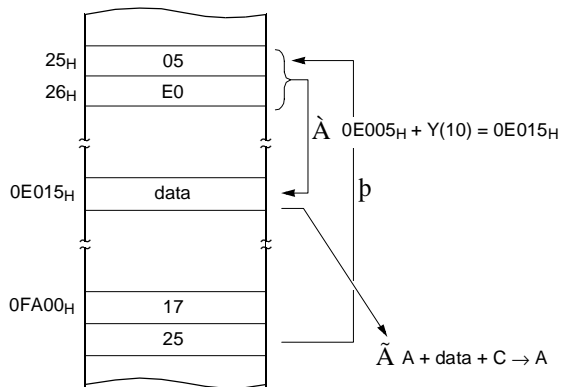 25H 05
26H E0
À 0E005H + Y(10) = 0E015H
0E015H data
þ
0FA00H 17
25
Ã A + data + C → A